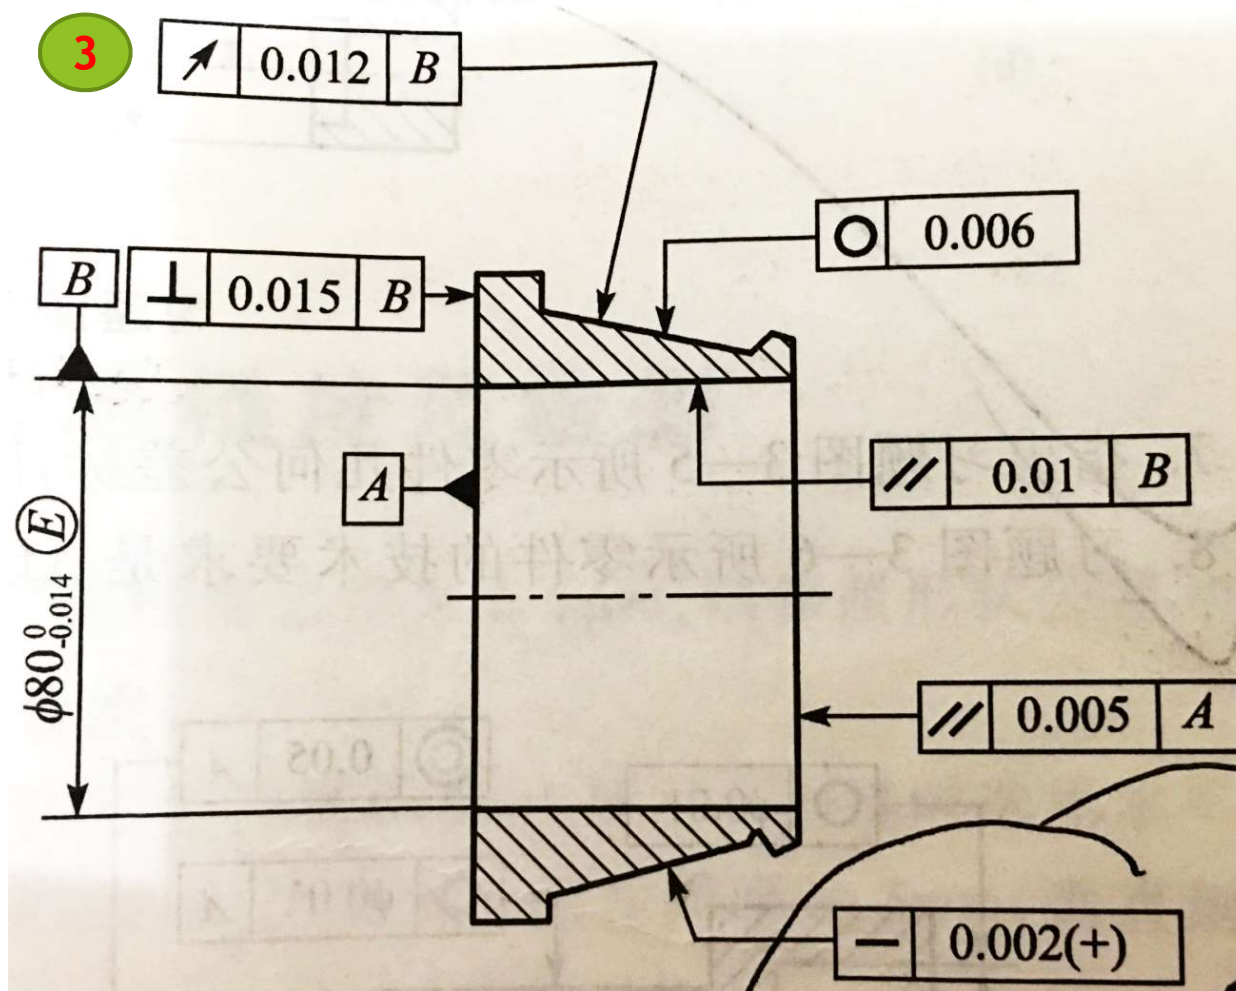 3
↗ 0.012 B
○ 0.006
B
⊥ 0.015 B
A
// 0.01 B
ϕ80 0 -0.014 Ⓔ
// 0.005 A
— 0.002(+)